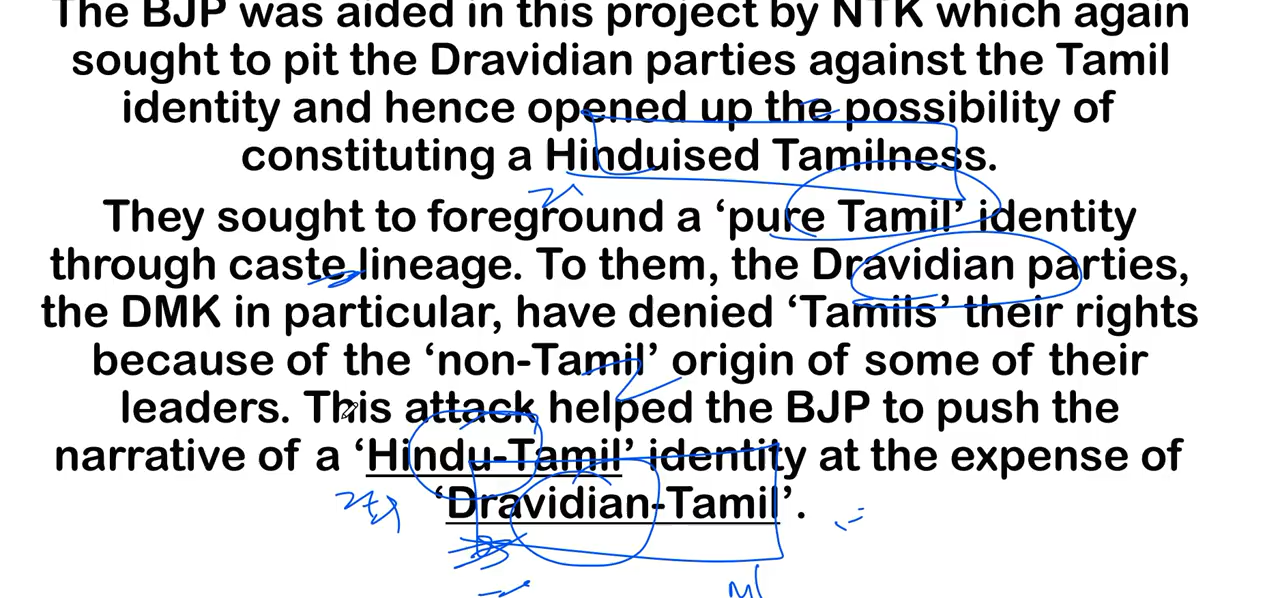 The BJP was aided in this project by NTK which again
sought to pit the Dravidian parties against the Tamil
identity and hence opened up the possibility of
constituting a Hinduised Tamilness.
They sought to foreground a ‘pure Tamil’ identity
through caste lineage. To them, the Dravidian parties,
the DMK in particular, have denied ‘Tamils’ their rights
because of the ‘non-Tamil’ origin of some of their
leaders. This attack helped the BJP to push the
narrative of a ‘Hindu-Tamil’ identity at the expense of
‘Dravidian-Tamil’.